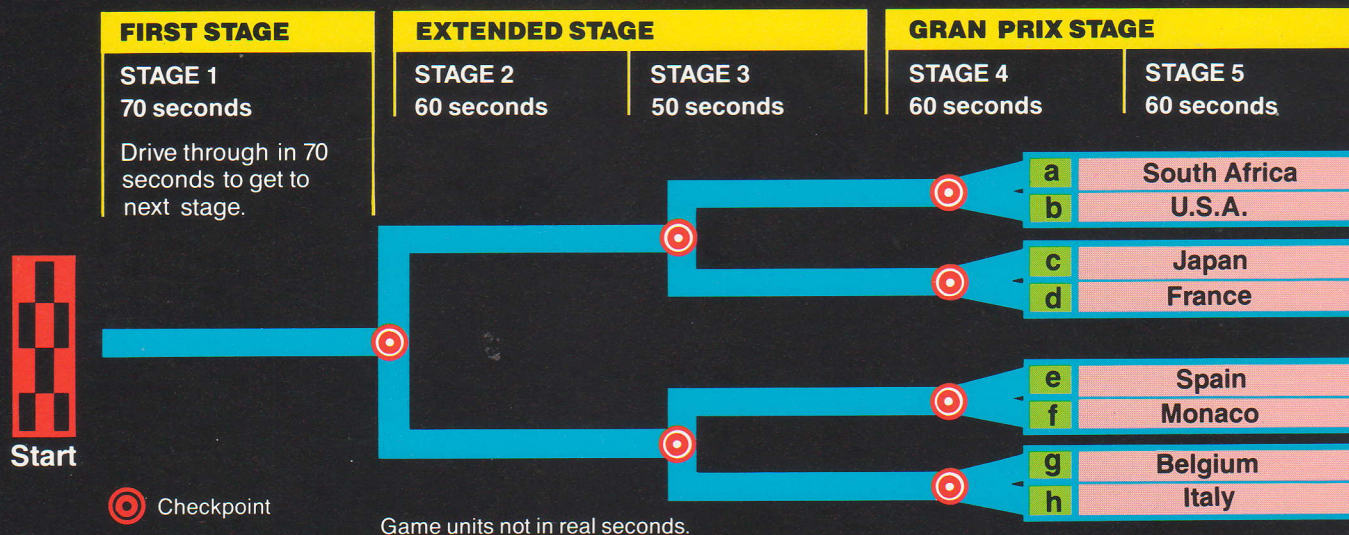 FIRST STAGE
STAGE 1
70 seconds
Drive through in 70
seconds to get to
next stage.
EXTENDED STAGE
STAGE 2
60 seconds
STAGE 3
50 seconds
GRAN PRIX STAGE
STAGE 4
60 seconds
STAGE 5
60 seconds
a South Africa
b U.S.A.
c Japan
d France
e Spain
f Monaco
g Belgium
h Italy
Start
Checkpoint
Game units not in real seconds.